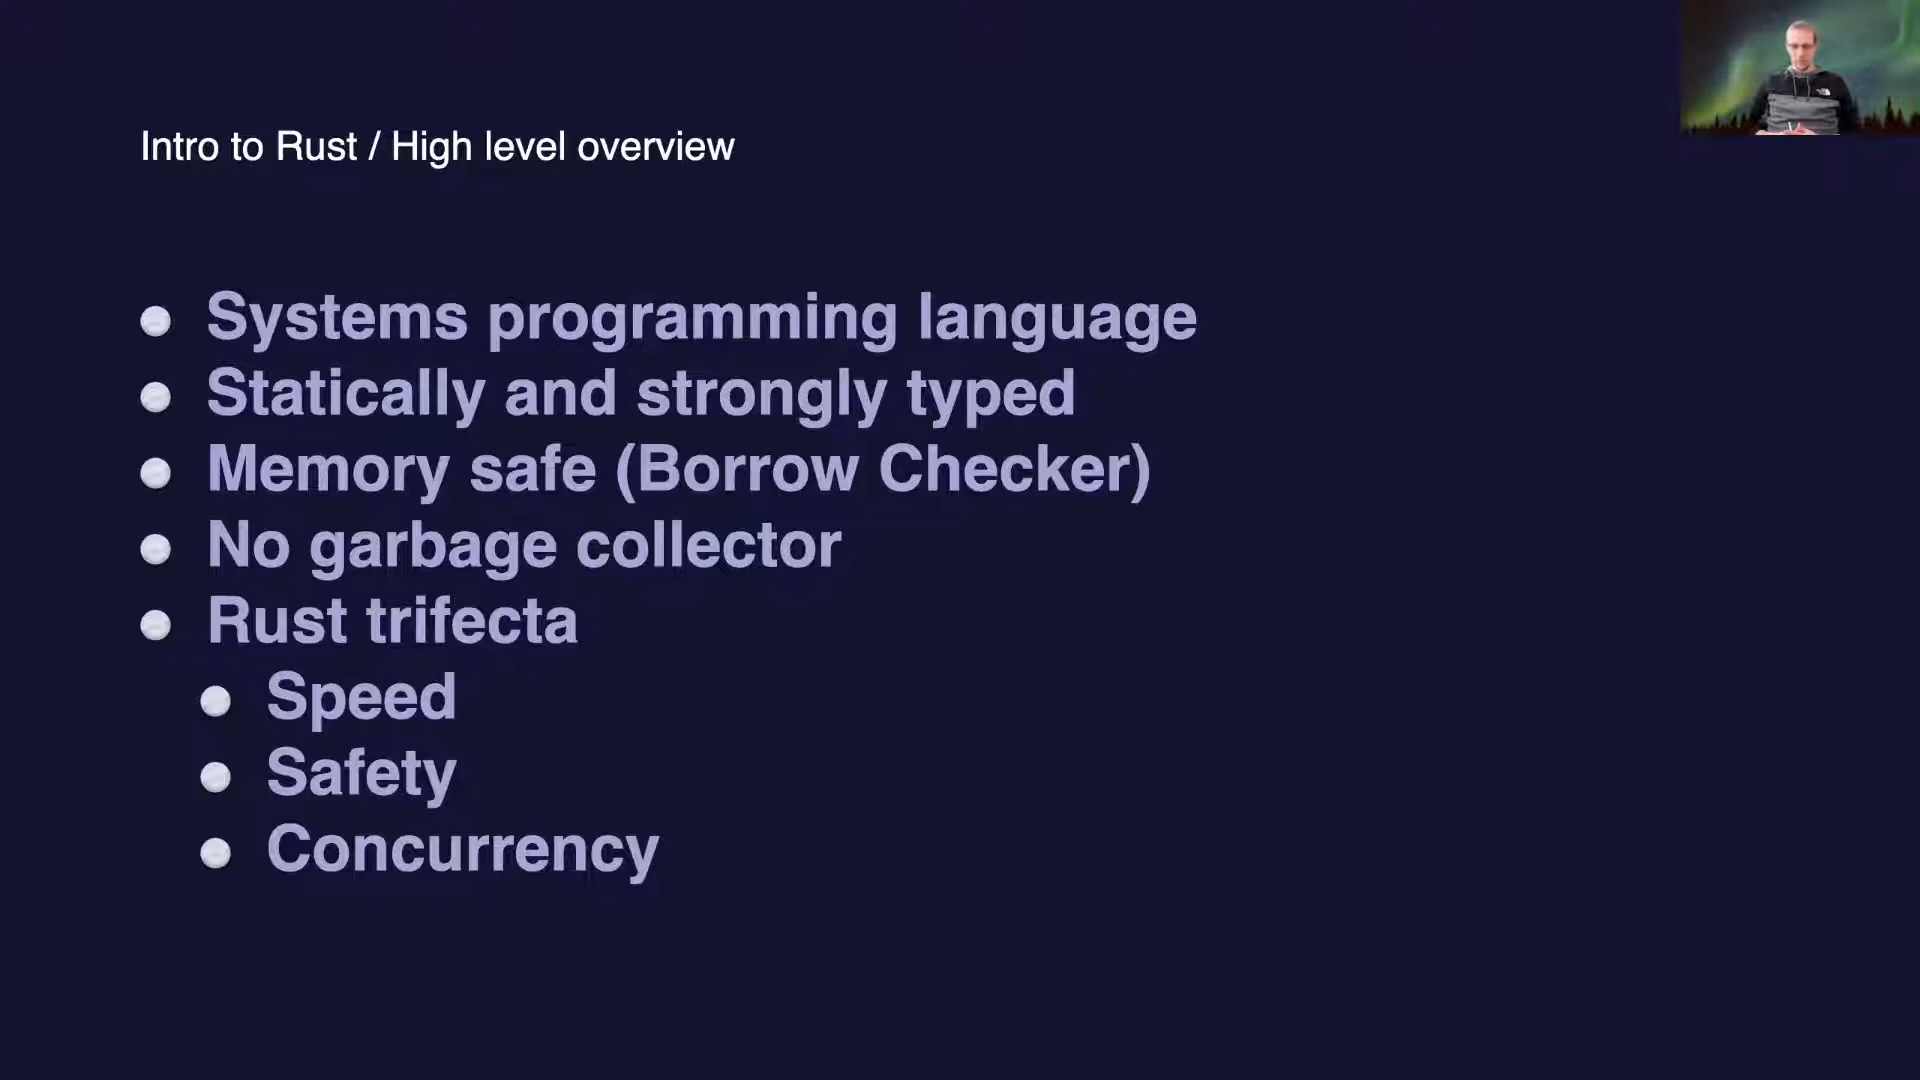 Intro to Rust / High level overview
Systems programming language
Statically and strongly typed
Memory safe (Borrow Checker)
No garbage collector
Rust trifecta
Speed
Safety
Concurrency